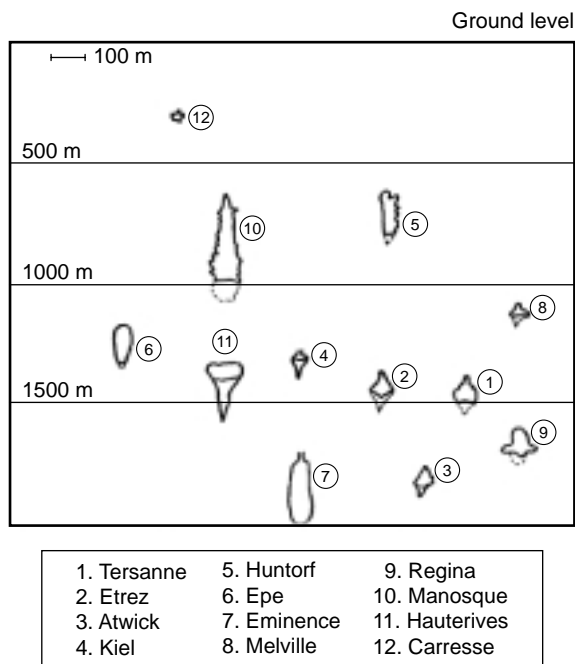 Ground level
100 m
12
500 m
10
5
1000 m
8
6
11
4
2
1
1500 m
9
7
3
1. Tersanne 5. Huntorf 9. Regina
2. Etrez 6. Epe 10. Manosque
3. Atwick 7. Eminence 11. Hauterives
4. Kiel 8. Melville 12. Carresse